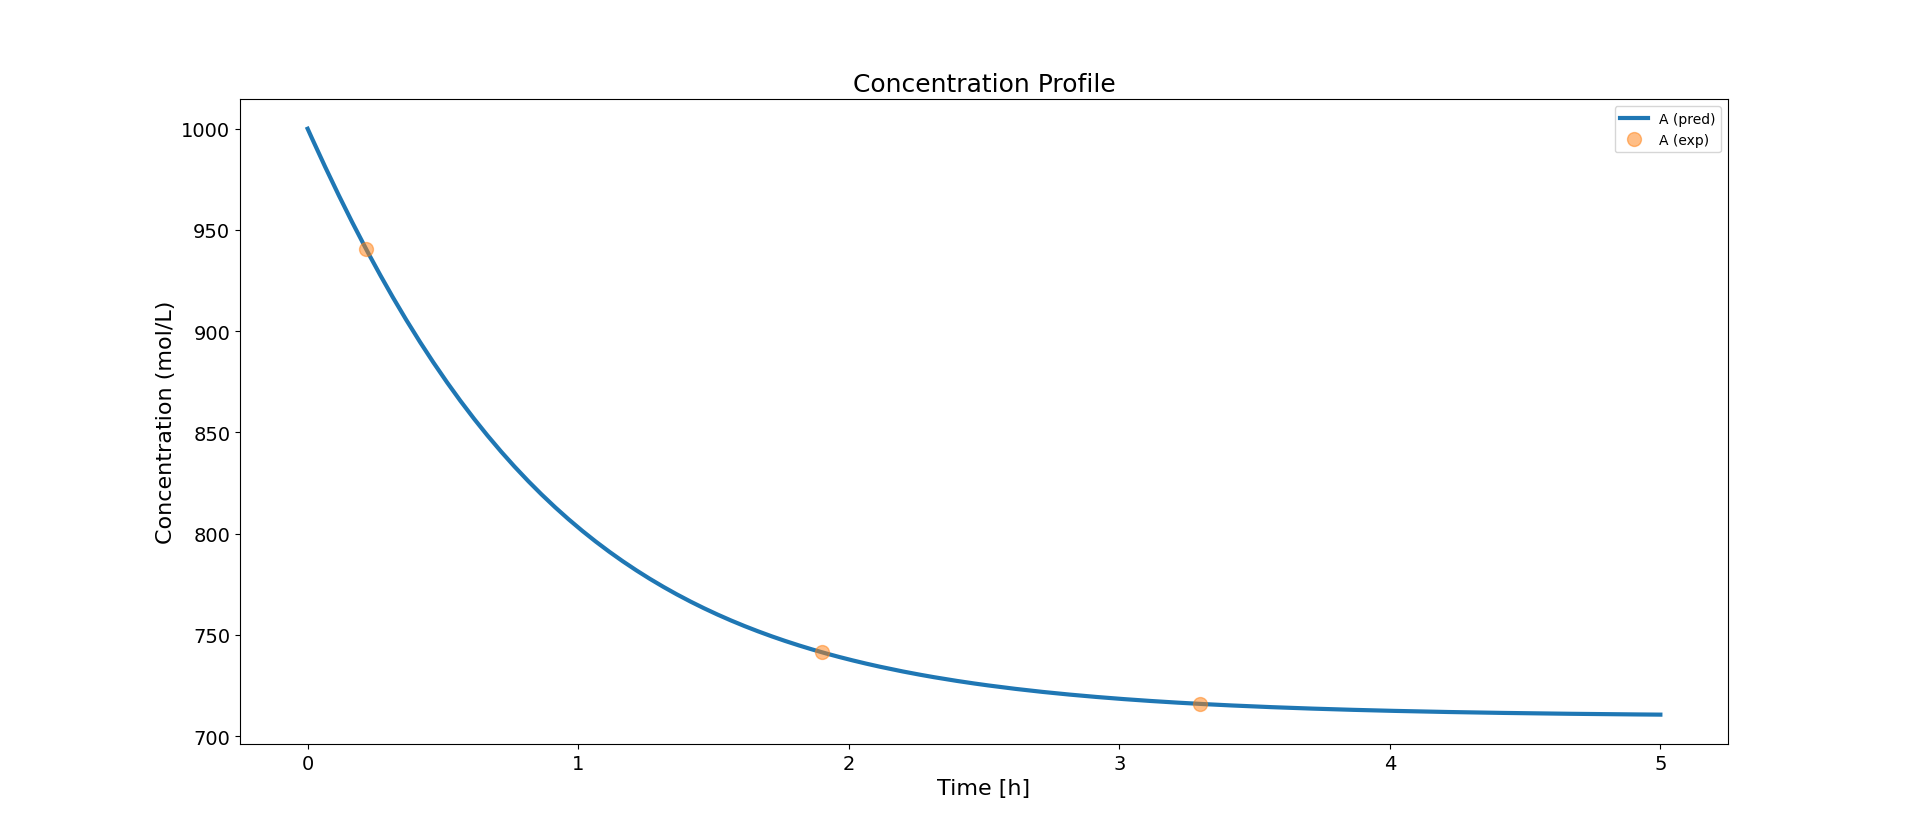 Concentration Profile
A (pred)
A (exp)
Concentration (mol/L)
1000
950
900
850
800
750
700
0 1 2 3 4 5
Time [h]